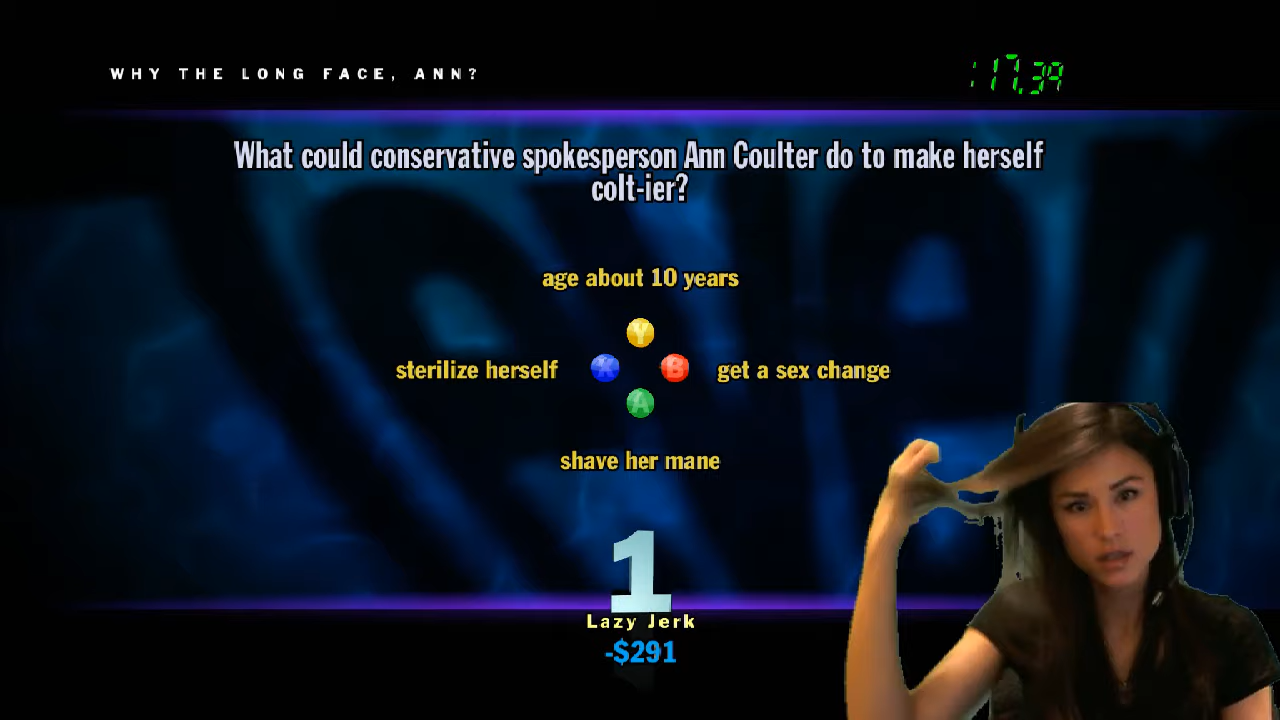 WHY THE LONG FACE, ANN?
:17.39
What could conservative spokesperson Ann Coulter do to make herself
colt-ier?
age about 10 years
Y
sterilize herself
X
B
get a sex change
A
shave her mane
1
Lazy Jerk
-$291